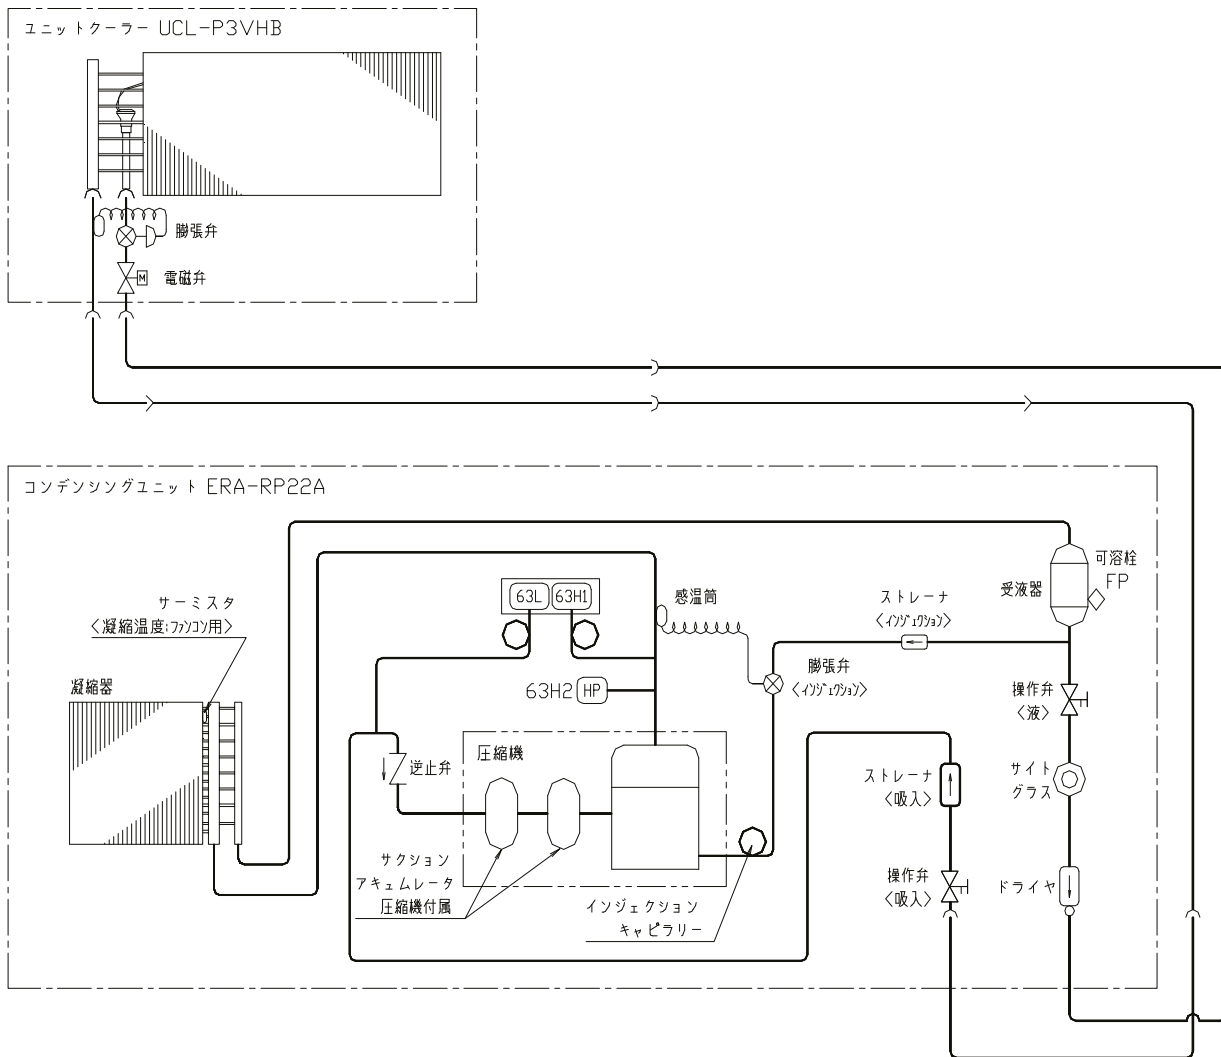 ユニットクーラー UCL-P3VHB
膨張弁
電磁弁
M
コンデンシングユニット ERA-RP22A
可溶栓
FP
受液器
サーミスタ
〈凝縮温度:ファンコン用〉
63L
63H1
感温筒
ストレーナ
〈インジェクション〉
膨張弁
〈インジェクション〉
63H2
HP
凝縮器
操作弁
〈液〉
圧縮機
逆止弁
ストレーナ
〈吸入〉
サイト
グラス
サクション
アキュムレータ
圧縮機付属
インジェクション
キャピラリー
操作弁
〈吸入〉
ドライヤ